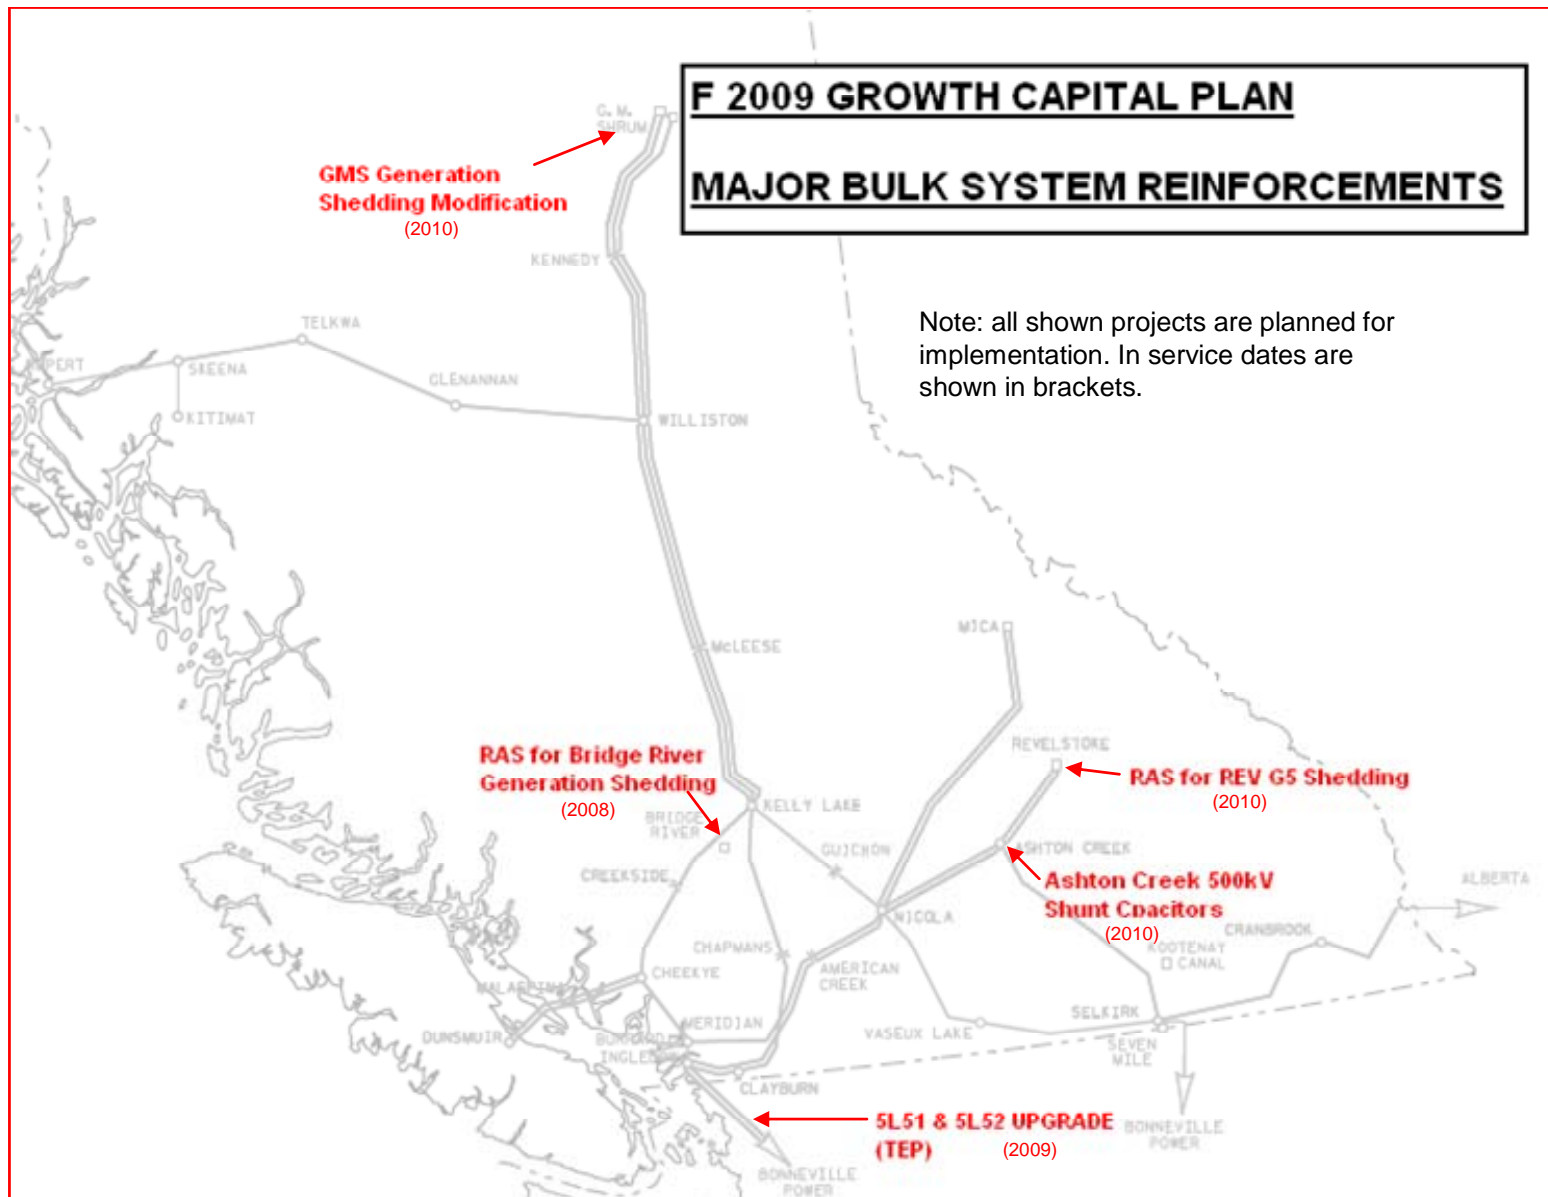 F 2009 GROWTH CAPITAL PLAN
MAJOR BULK SYSTEM REINFORCEMENTS
G.M.
SHRUM
GMS Generation
Shedding Modification
(2010)
KENNEDY
Note: all shown projects are planned for
implementation. In service dates are
shown in brackets.
TELKWA
SKEENA
GLENANNAN
KITIMAT
WILLISTON
MICA
McLEESE
REVELSTOKE
RAS for Bridge River
Generation Shedding
(2008)
RAS for REV G5 Shedding
(2010)
KELLY LAKE
BRIDGE
RIVER
GUICHON
ASHTON CREEK
CREEKSIDE
Ashton Creek 500kV
Shunt Cpacitors
(2010)
ALBERTA
NICOLA
CRANBROOK
CHAPMANS
KOOTENAY
CANAL
AMERICAN
CREEK
CHEEKYE
MALASPINA
SELKIRK
MERIDIAN
VASEUX LAKE
DUNSMUIR
BURRARD
INGLEDOW
SEVEN
MILE
CLAYBURN
5L51 & 5L52 UPGRADE
(TEP) (2009)
BONNEVILLE
POWER
BONNEVILLE
POWER